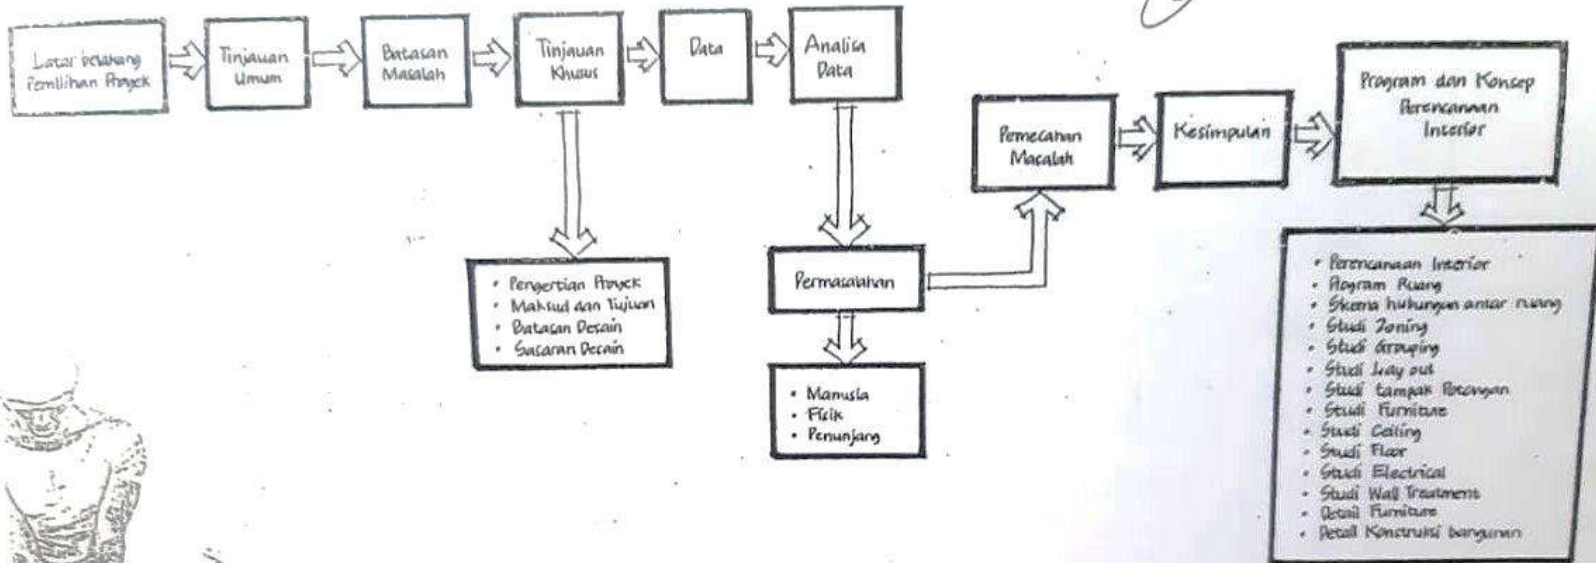 Latar belakang
Pemilihan Proyek
Tinjauan
Umum
Batasan
Masalah
Tinjauan
Khusus
Data
Analisa
Data
Pemecahan
Masalah
Kesimpulan
Program dan Konsep
Perencanaan
Interior
• Pengertian Proyek
• Maksud dan Tujuan
• Batasan Desain
• Sasaran Desain
Permasalahan
• Manusia
• Fisik
• Penunjang
• Perencanaan Interior
• Program Ruang
• Skema hubungan antar ruang
• Studi Zoning
• Studi Grouping
• Studi Lay out
• Studi tampak Potongan
• Studi Furniture
• Studi Ceiling
• Studi Floor
• Studi Electrical
• Studi Wall Treatment
• Detail Furniture
• Detail Konstruksi bangunan